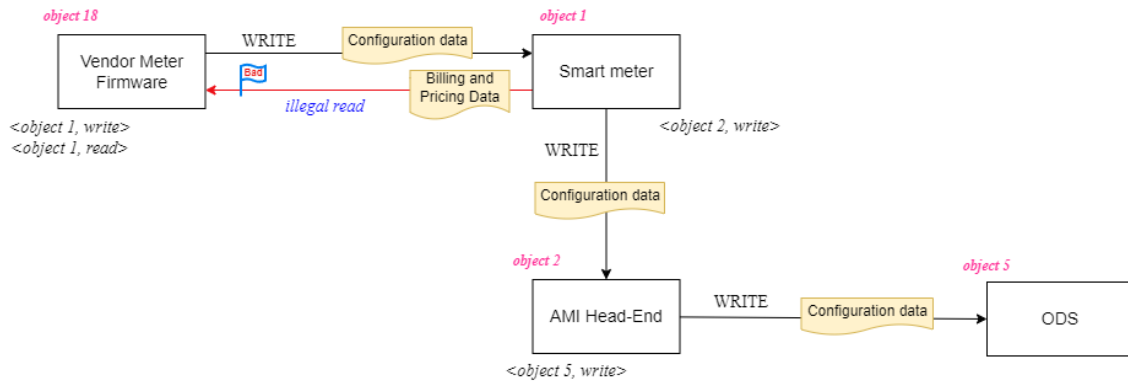 object 18
object 1
WRITE
Configuration data
Vendor Meter
Firmware
Smart meter
Bad
Billing and
Pricing Data
illegal read
<object 1, write>
<object 1, read>
<object 2, write>
WRITE
Configuration data
object 2
object 5
AMI Head-End
WRITE
Configuration data
ODS
<object 5, write>